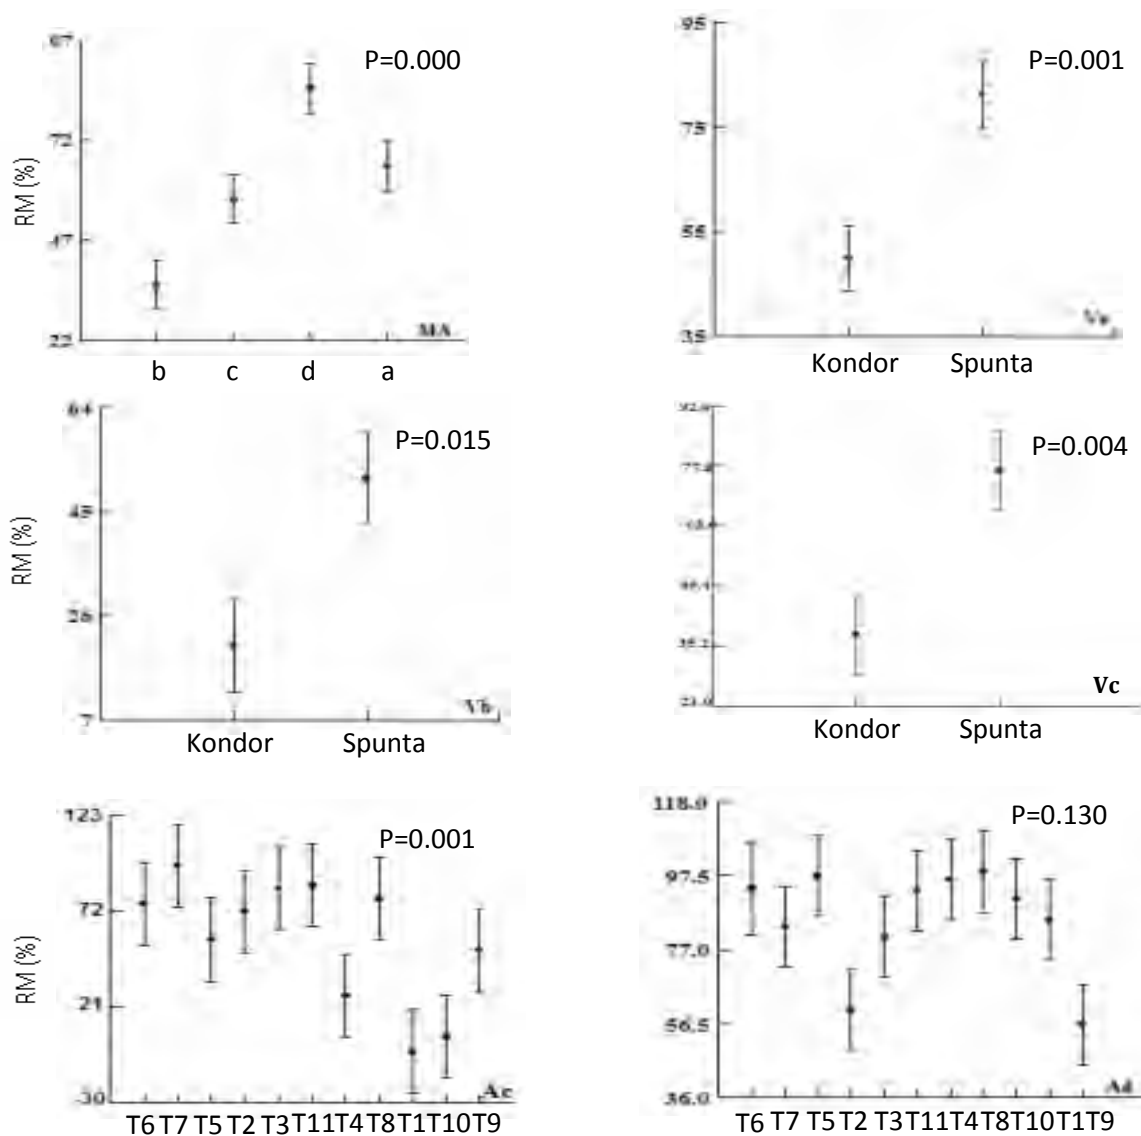 P=0.000
72
RM (%)
MA
b c d a
95
P=0.001
75
55
35
Kondor Spunta
64
P=0.015
45
26
RM (%)
7
Vb
Kondor Spunta
92.0
P=0.004
Vc
Kondor Spunta
123
P=0.001
72
RM (%)
21
-30
Ac
T6 T7 T5 T2 T3 T11 T4 T8 T1 T10 T9
118.0
P=0.130
97.5
77.0
56.5
36.0
Ad
T6 T7 T5 T2 T3 T11 T4 T8 T10 T1 T9